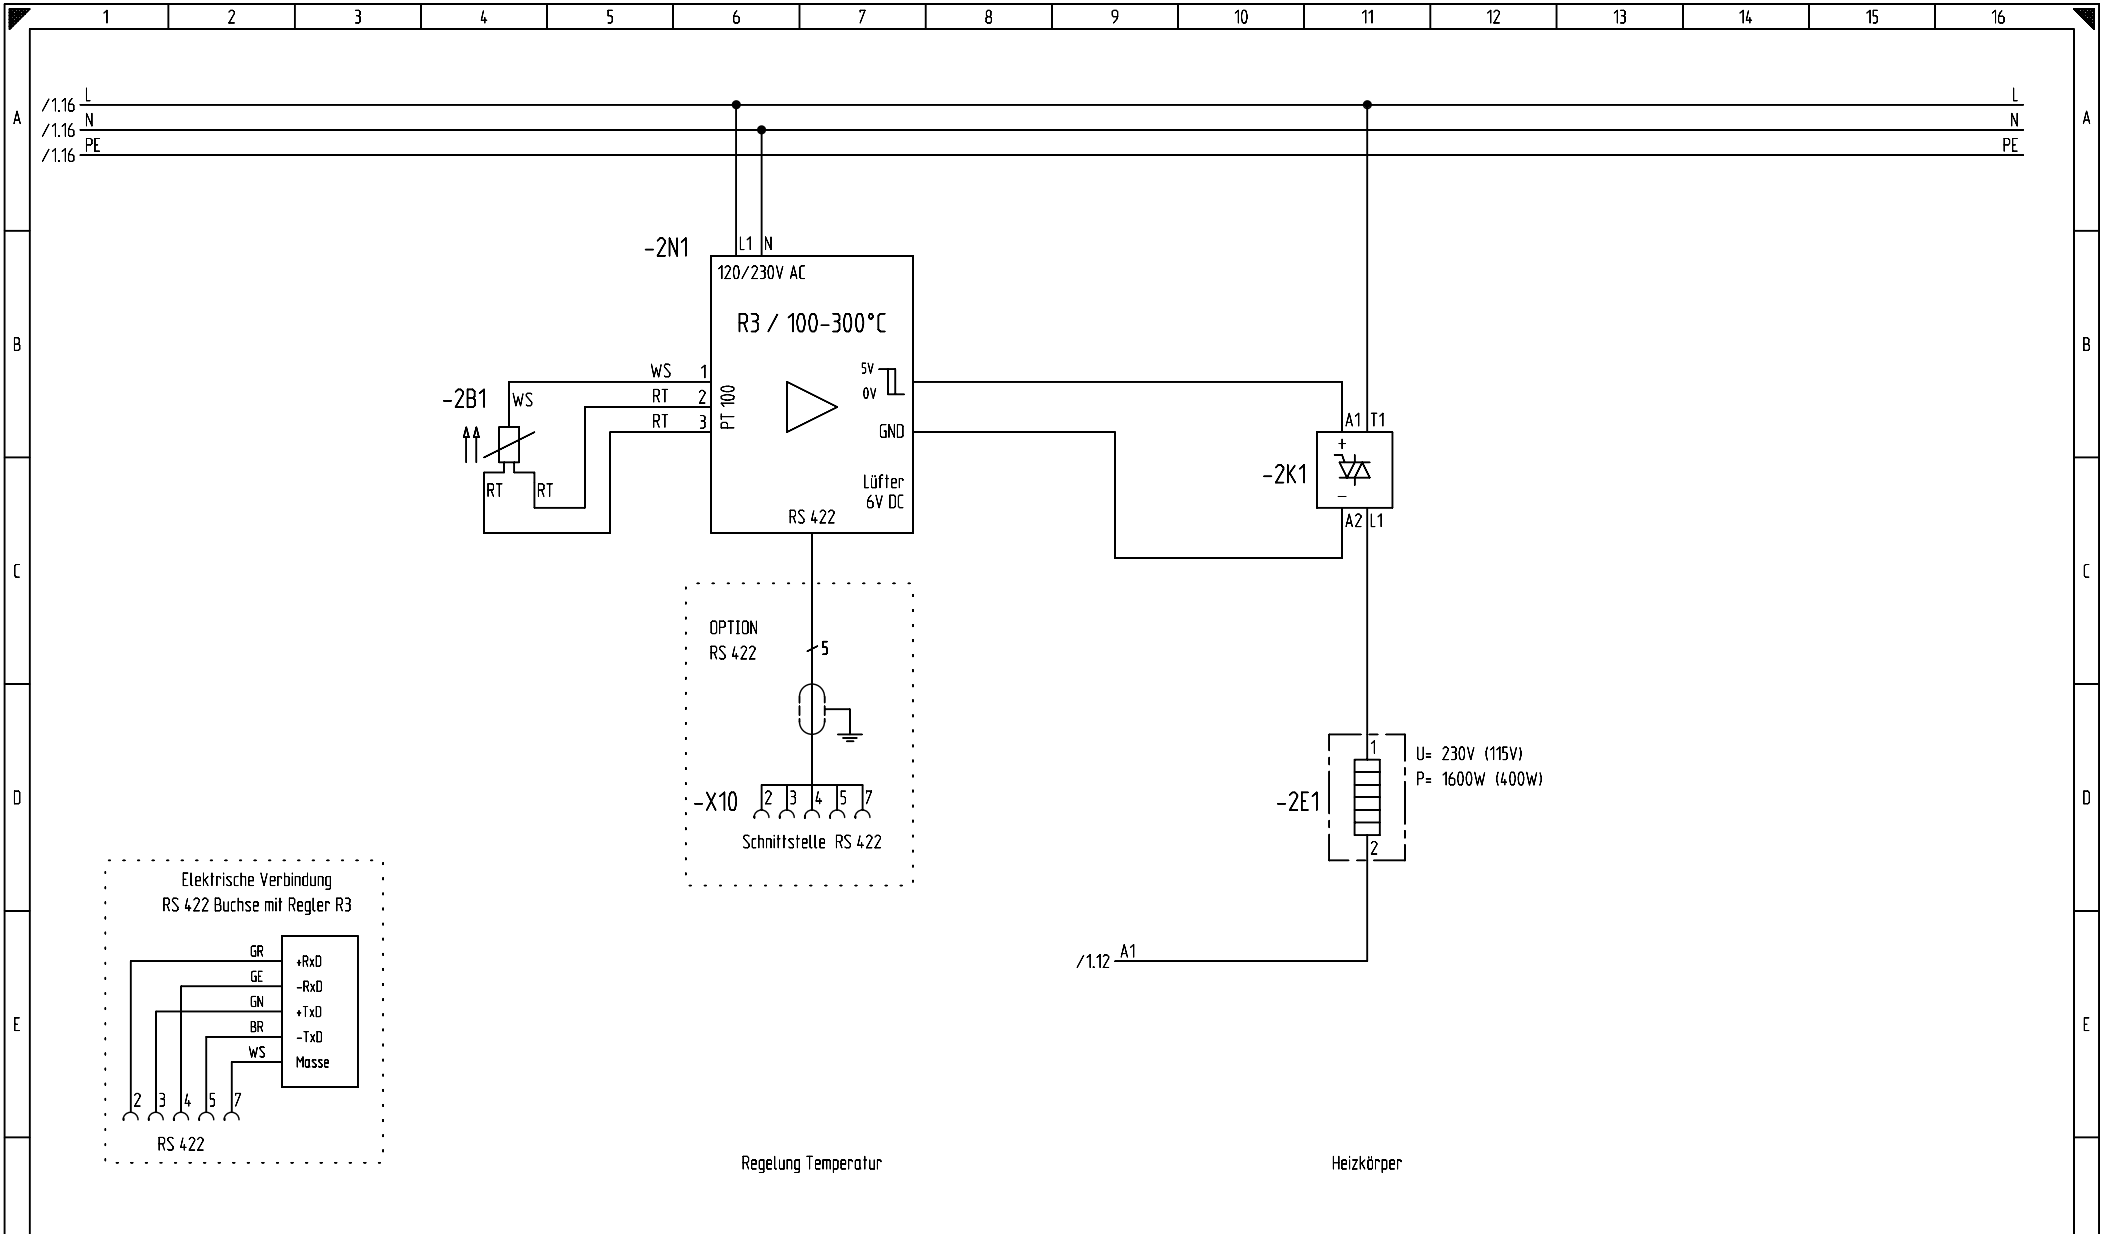 1 2 3 4 5 6 7 8 9 10 11 12 13 14 15 16
/1.16 L L
A A
/1.16 N N
/1.16 PE PE
-2N1 L1 N
120/230V AC
R3 / 100-300°C
B B
WS 1 5V
-2B1 WS RT 2 0V
RT 3 PT 100 GND
A1 T1
+
-2K1
-
RT RT Lüfter
6V DC
RS 422
A2 L1
C C
OPTION
RS 422 5
1 U= 230V (115V)
P= 1600W (400W)
D D
-X10 2 3 4 5 7 -2E1
Schnittstelle RS 422
2
Elektrische Verbindung
RS 422 Buchse mit Regler R3
GR +RxD
/1.12 A1
GE -RxD
GN +TxD
E E
BR -TxD
WS Masse
2 3 4 5 7
RS 422
Regelung Temperatur Heizkörper